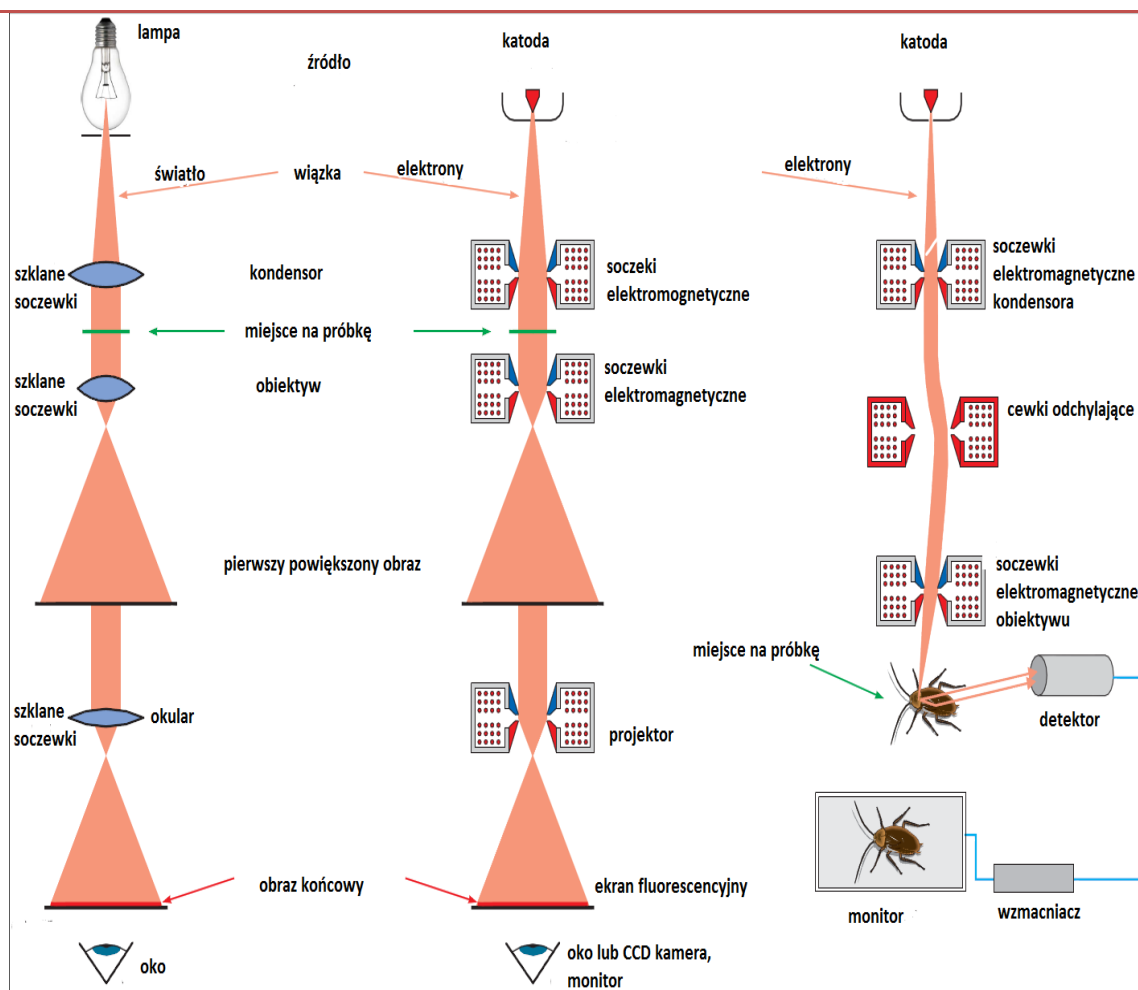 lampa
źródło
katoda
katoda
światło
wiązka
elektrony
elektrony
szklane
soczewki
kondensor
soczeki
elektromognetyczne
soczewki
elektromagnetyczne
kondensora
miejsce na próbkę
szklane
soczewki
obiektyw
soczewki
elektromagnetyczne
cewki odchylające
pierwszy powiększony obraz
soczewki
elektromagnetyczne
obiektywu
miejsce na próbkę
szklane
soczewki
okular
projektor
detektor
obraz końcowy
ekran fluorescencyjny
monitor
wzmacniacz
oko
oko lub CCD kamera,
monitor